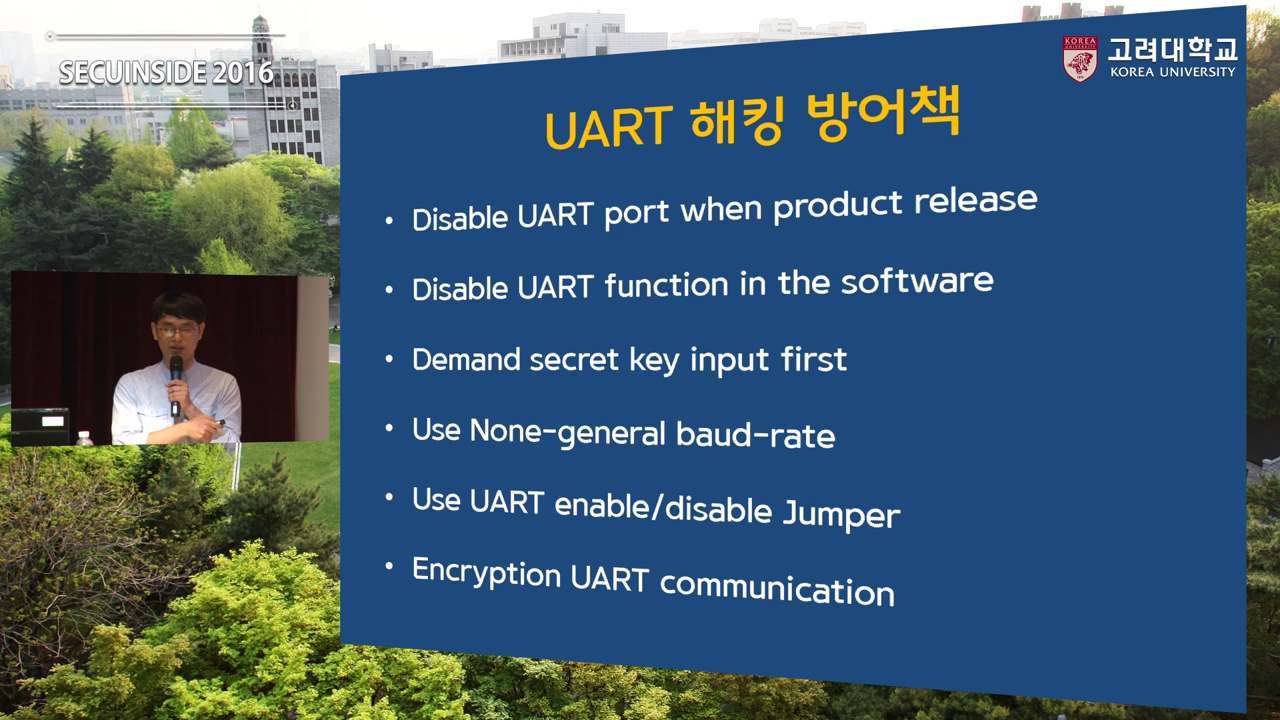 SECUINSIDE 2016
KOREA
고려대학교
KOREA UNIVERSITY
UART 해킹 방어책
• Disable UART port when product release
• Disable UART function in the software
• Demand secret key input first
• Use None-general baud-rate
• Use UART enable/disable Jumper
• Encryption UART communication